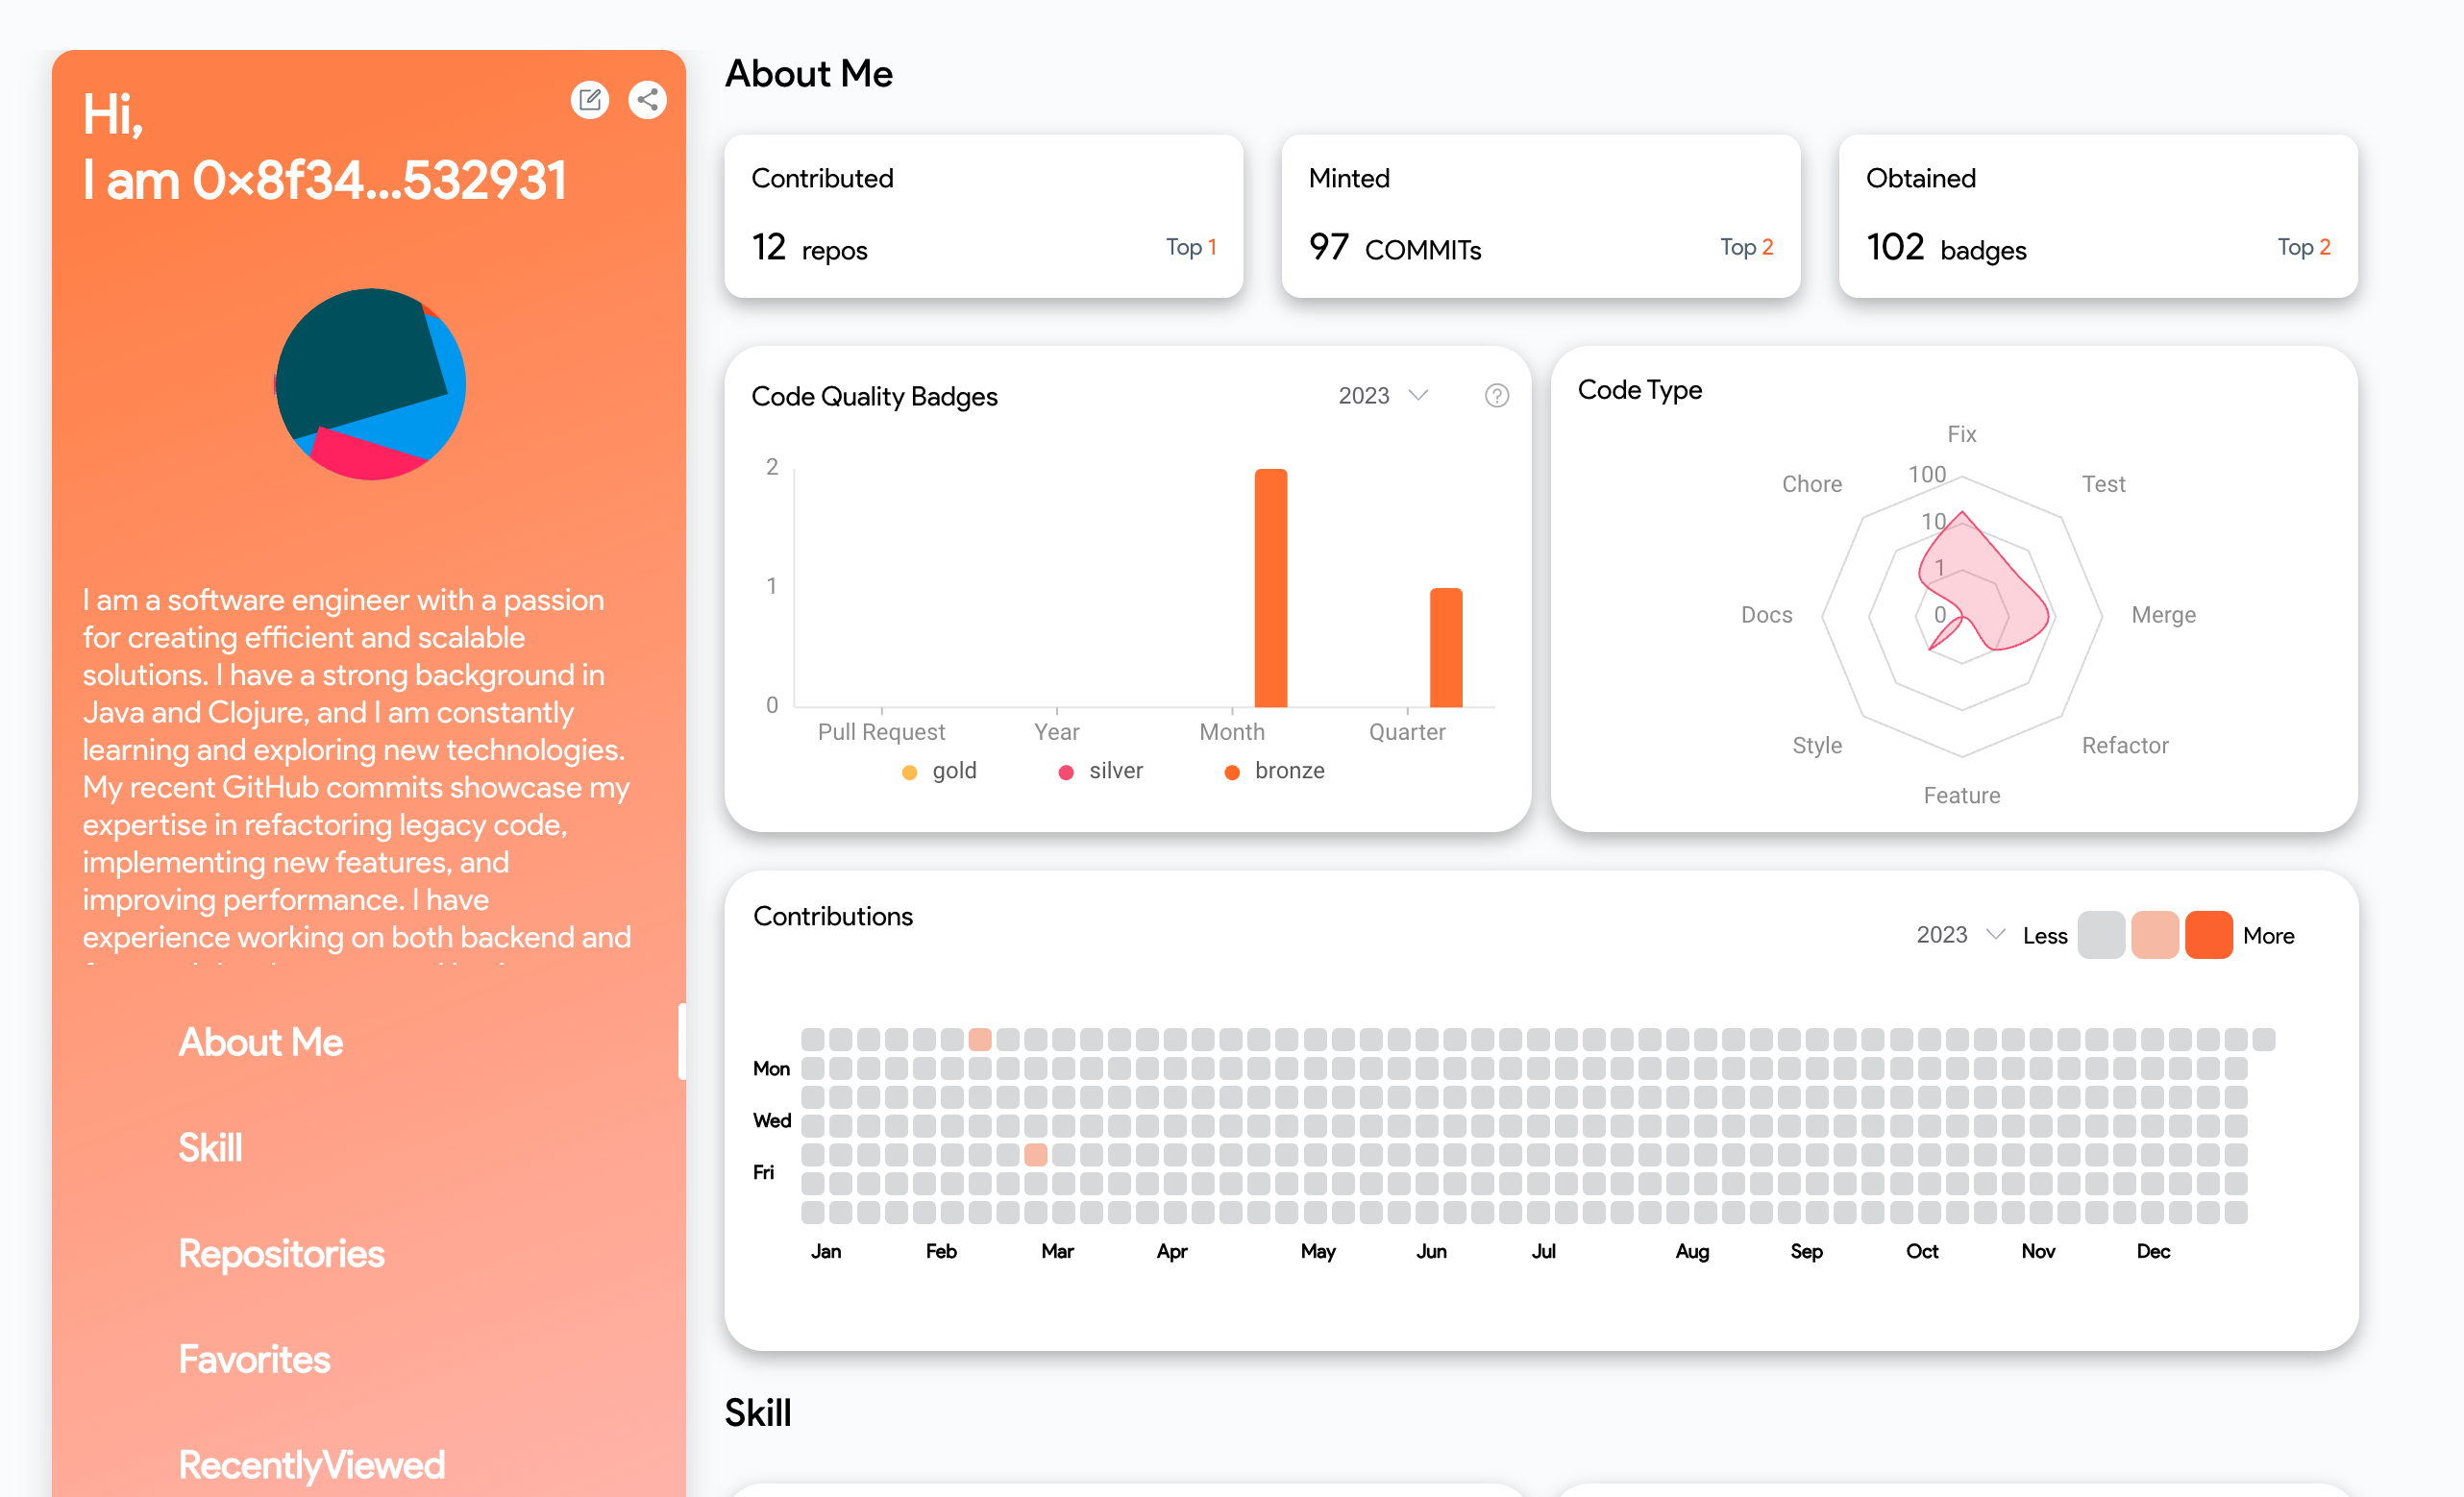 Hi,
I am 0x8f34...532931
I am a software engineer with a passion
for creating efficient and scalable
solutions. I have a strong background in
Java and Clojure, and I am constantly
learning and exploring new technologies.
My recent GitHub commits showcase my
expertise in refactoring legacy code,
implementing new features, and
improving performance. I have
experience working on both backend and
About Me
Skill
Repositories
Favorites
RecentlyViewed
About Me
Contributed
12 repos Top 1
Minted
97 COMMITs Top 2
Obtained
102 badges Top 2
Code Quality Badges 2023 ?
2
1
0
Pull Request Year Month Quarter
gold silver bronze
Code Type
Fix
Chore 100 Test
10
1
Docs 0 Merge
Style Refactor
Feature
Contributions
2023 Less More
Mon
Wed
Fri
Jan Feb Mar Apr May Jun Jul Aug Sep Oct Nov Dec
Skill